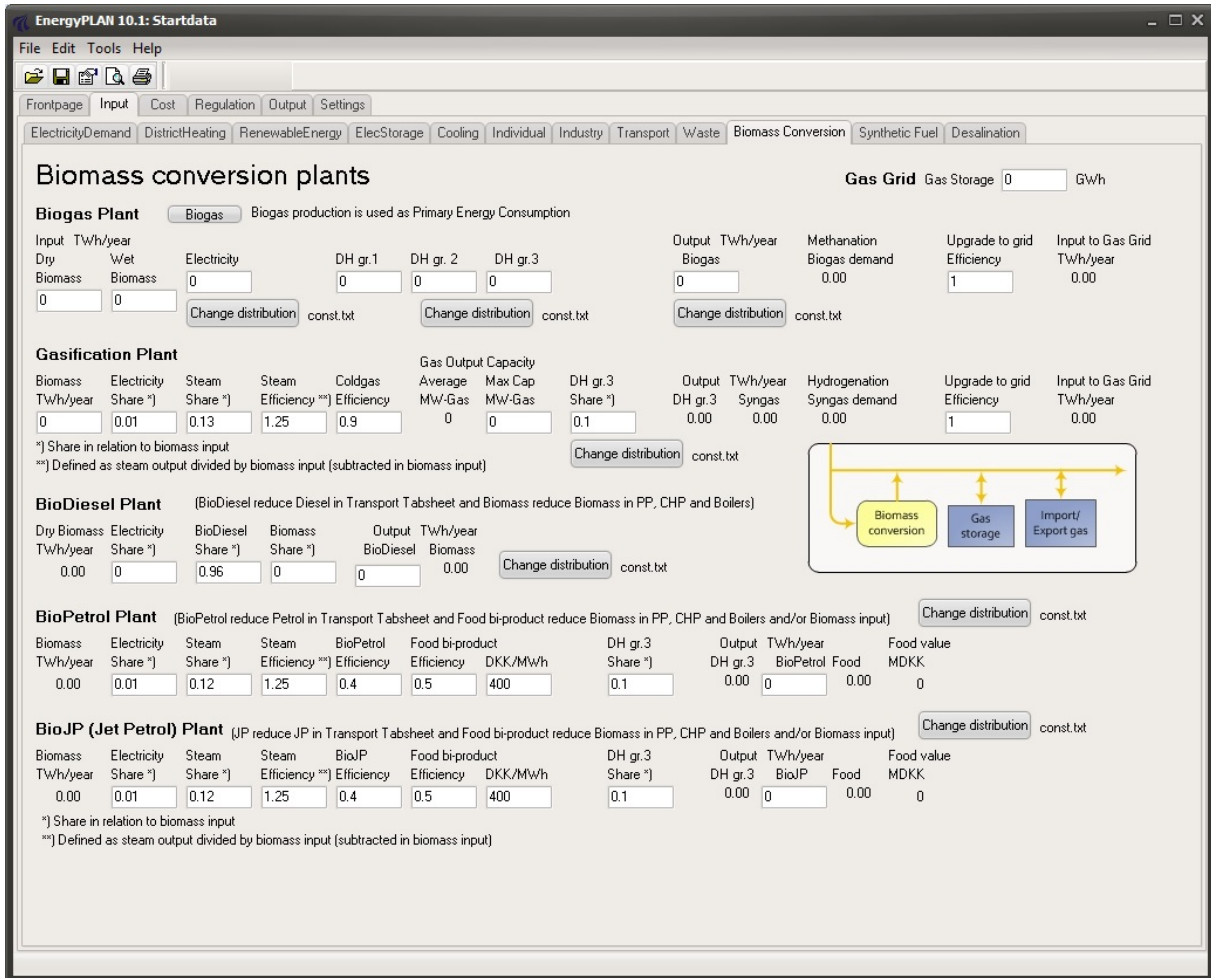 EnergyPLAN 10.1: Startdata
File Edit Tools Help
Frontpage Input Cost Regulation Output Settings
ElectricityDemand DistrictHeating RenewableEnergy ElecStorage Cooling Individual Industry Transport Waste Biomass Conversion Synthetic Fuel Desalination
Biomass conversion plants
Gas Grid Gas Storage 0 GWh
Biogas Plant Biogas Biogas production is used as Primary Energy Consumption
Input TWh/year Output TWh/year Methanation Upgrade to grid Input to Gas Grid
Dry Wet Electricity DH gr.1 DH gr. 2 DH gr.3 Biogas Biogas demand Efficiency TWh/year
Biomass Biomass 0 0 0 0 0 0.00 1 0.00
0 0
Change distribution const.txt Change distribution const.txt Change distribution const.txt
Gasification Plant
Gas Output Capacity
Biomass Electricity Steam Steam Coldgas Average Max Cap DH gr.3 Output TWh/year Hydrogenation Upgrade to grid Input to Gas Grid
TWh/year Share *) Share *) Efficiency **) Efficiency MW-Gas MW-Gas Share *) DH gr.3 Syngas Syngas demand Efficiency TWh/year
0 0.01 0.13 1.25 0.9 0 0 0.1 0.00 0.00 0.00 1 0.00
*) Share in relation to biomass input
**) Defined as steam output divided by biomass input (subtracted in biomass input)
Change distribution const.txt
BioDiesel Plant (BioDiesel reduce Diesel in Transport Tabsheet and Biomass reduce Biomass in PP, CHP and Boilers)
Dry Biomass Electricity BioDiesel Biomass Output TWh/year
TWh/year Share *) Share *) Share *) BioDiesel Biomass
0.00 0 0.96 0 0 0.00 Change distribution const.txt
Biomass conversion
Gas storage
Import/ Export gas
BioPetrol Plant (BioPetrol reduce Petrol in Transport Tabsheet and Food bi-product reduce Biomass in PP, CHP and Boilers and/or Biomass input) Change distribution const.txt
Biomass Electricity Steam Steam BioPetrol Food bi-product DH gr.3 Output TWh/year Food value
TWh/year Share *) Share *) Efficiency **) Efficiency Efficiency DKK/MWh Share *) DH gr.3 BioPetrol Food MDKK
0.00 0.01 0.12 1.25 0.4 0.5 400 0.1 0.00 0 0.00 0
BioJP (Jet Petrol) Plant (JP reduce JP in Transport Tabsheet and Food bi-product reduce Biomass in PP, CHP and Boilers and/or Biomass input) Change distribution const.txt
Biomass Electricity Steam Steam BioJP Food bi-product DH gr.3 Output TWh/year Food value
TWh/year Share *) Share *) Efficiency **) Efficiency Efficiency DKK/MWh Share *) DH gr.3 BioJP Food MDKK
0.00 0.01 0.12 1.25 0.4 0.5 400 0.1 0.00 0 0.00 0
*) Share in relation to biomass input
**) Defined as steam output divided by biomass input (subtracted in biomass input)